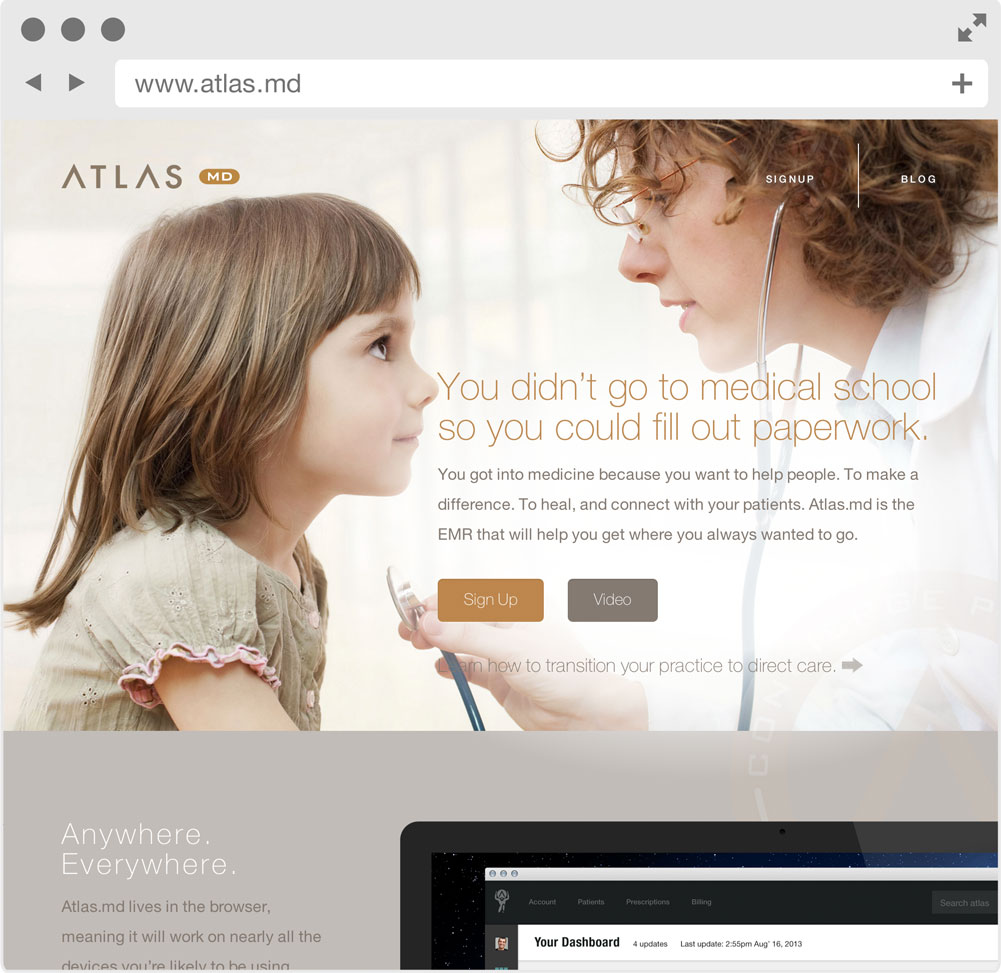 www.atlas.md
ATLAS MD
SIGNUP
BLOG
You didn't go to medical school
so you could fill out paperwork.
You got into medicine because you want to help people. To make a
difference. To heal, and connect with your patients. Atlas.md is the
EMR that will help you get where you always wanted to go.
Sign Up
Video
Learn how to transition your practice to direct care.
Anywhere.
Everywhere.
Atlas.md lives in the browser,
meaning it will work on nearly all the
devices you're likely to be using
Account
Patients
Prescriptions
Billing
Search atlas
Your Dashboard
4 updates
Last update: 2:55pm Aug' 16, 2013